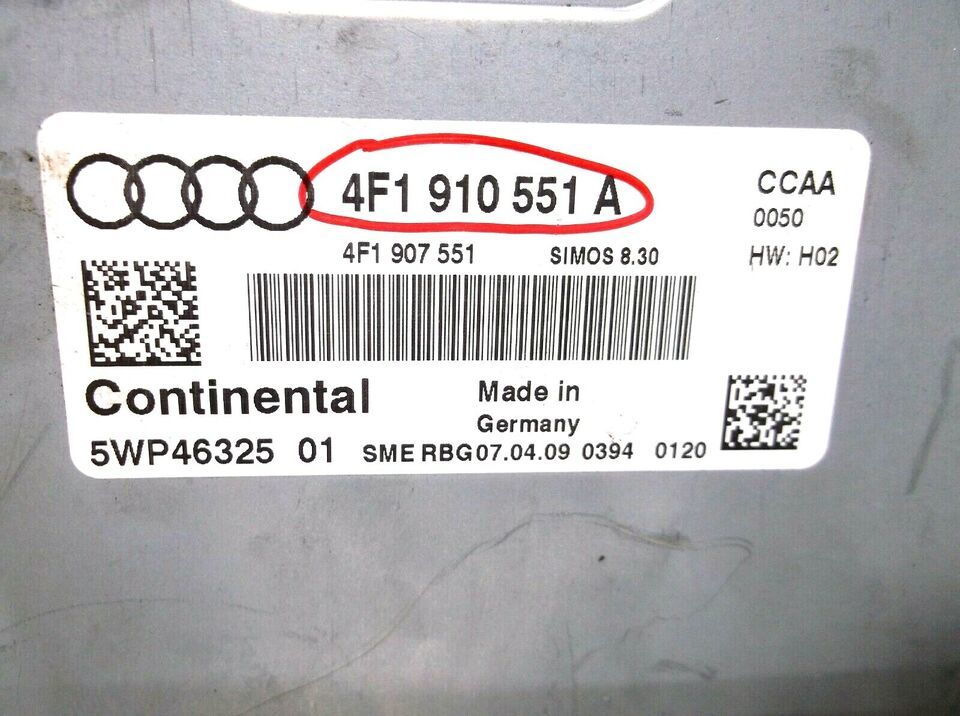 4F1 910 551 A
CCAA
0050
4F1 907 551 SIMOS 8.30 HW: H02
Continental Made in
Germany
5WP46325 01 SME RBG07.04.09 0394 0120